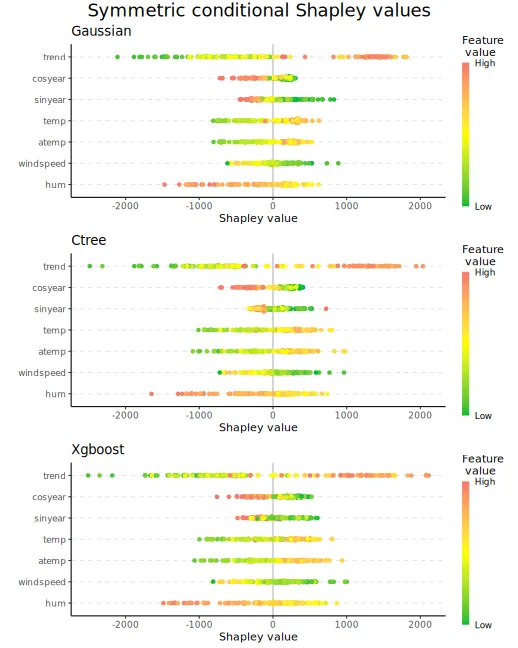 Symmetric conditional Shapley values
Gaussian
trend
cosyear
sinyear
temp
atemp
windspeed
hum
-2000 -1000 0 1000 2000
Shapley value
Feature
value
High
Low
Ctree
trend
cosyear
sinyear
temp
atemp
windspeed
hum
-2000 -1000 0 1000 2000
Shapley value
Feature
value
High
Low
Xgboost
trend
cosyear
sinyear
temp
atemp
windspeed
hum
-2000 -1000 0 1000 2000
Shapley value
Feature
value
High
Low